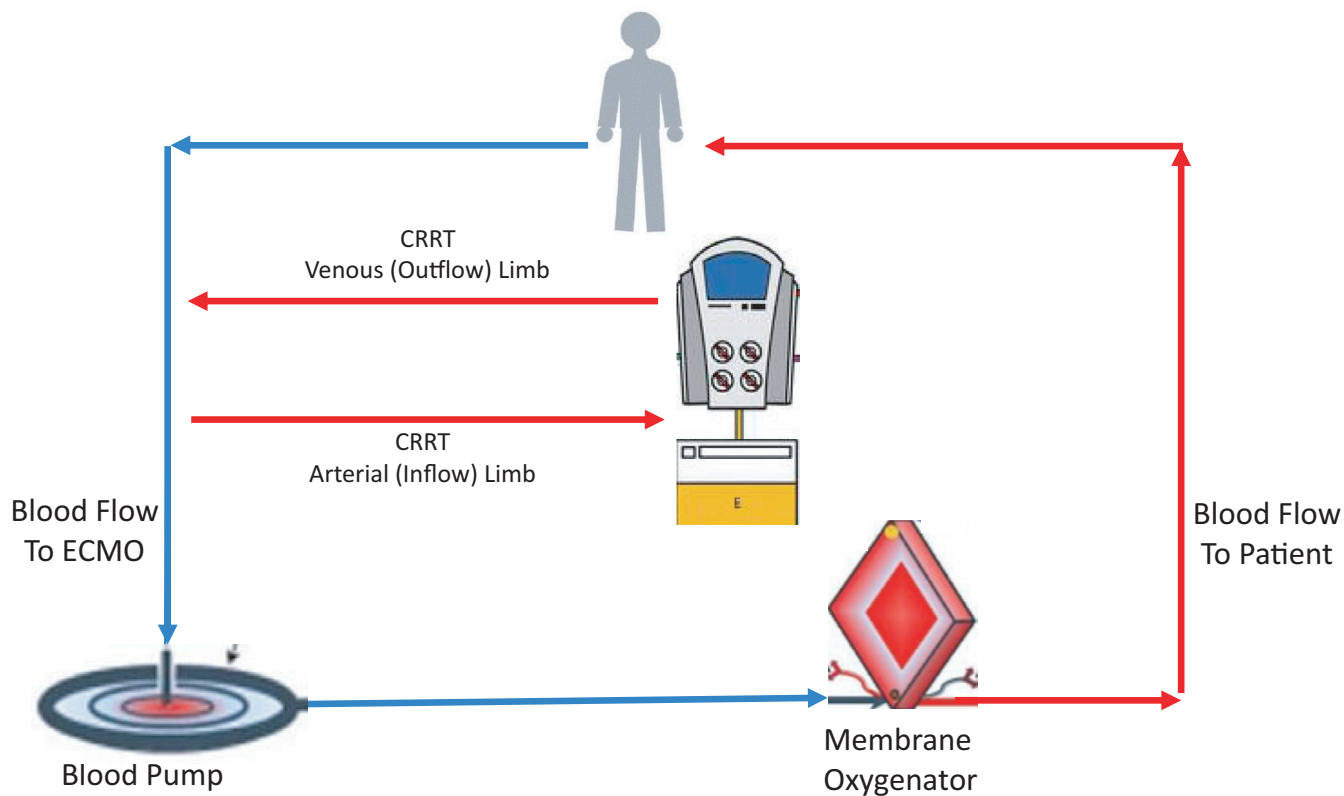 CRRT
Venous (Outflow) Limb
CRRT
Arterial (Inflow) Limb
E
Blood Flow
To ECMO
Blood Flow
To Patient
Blood Pump
Membrane
Oxygenator